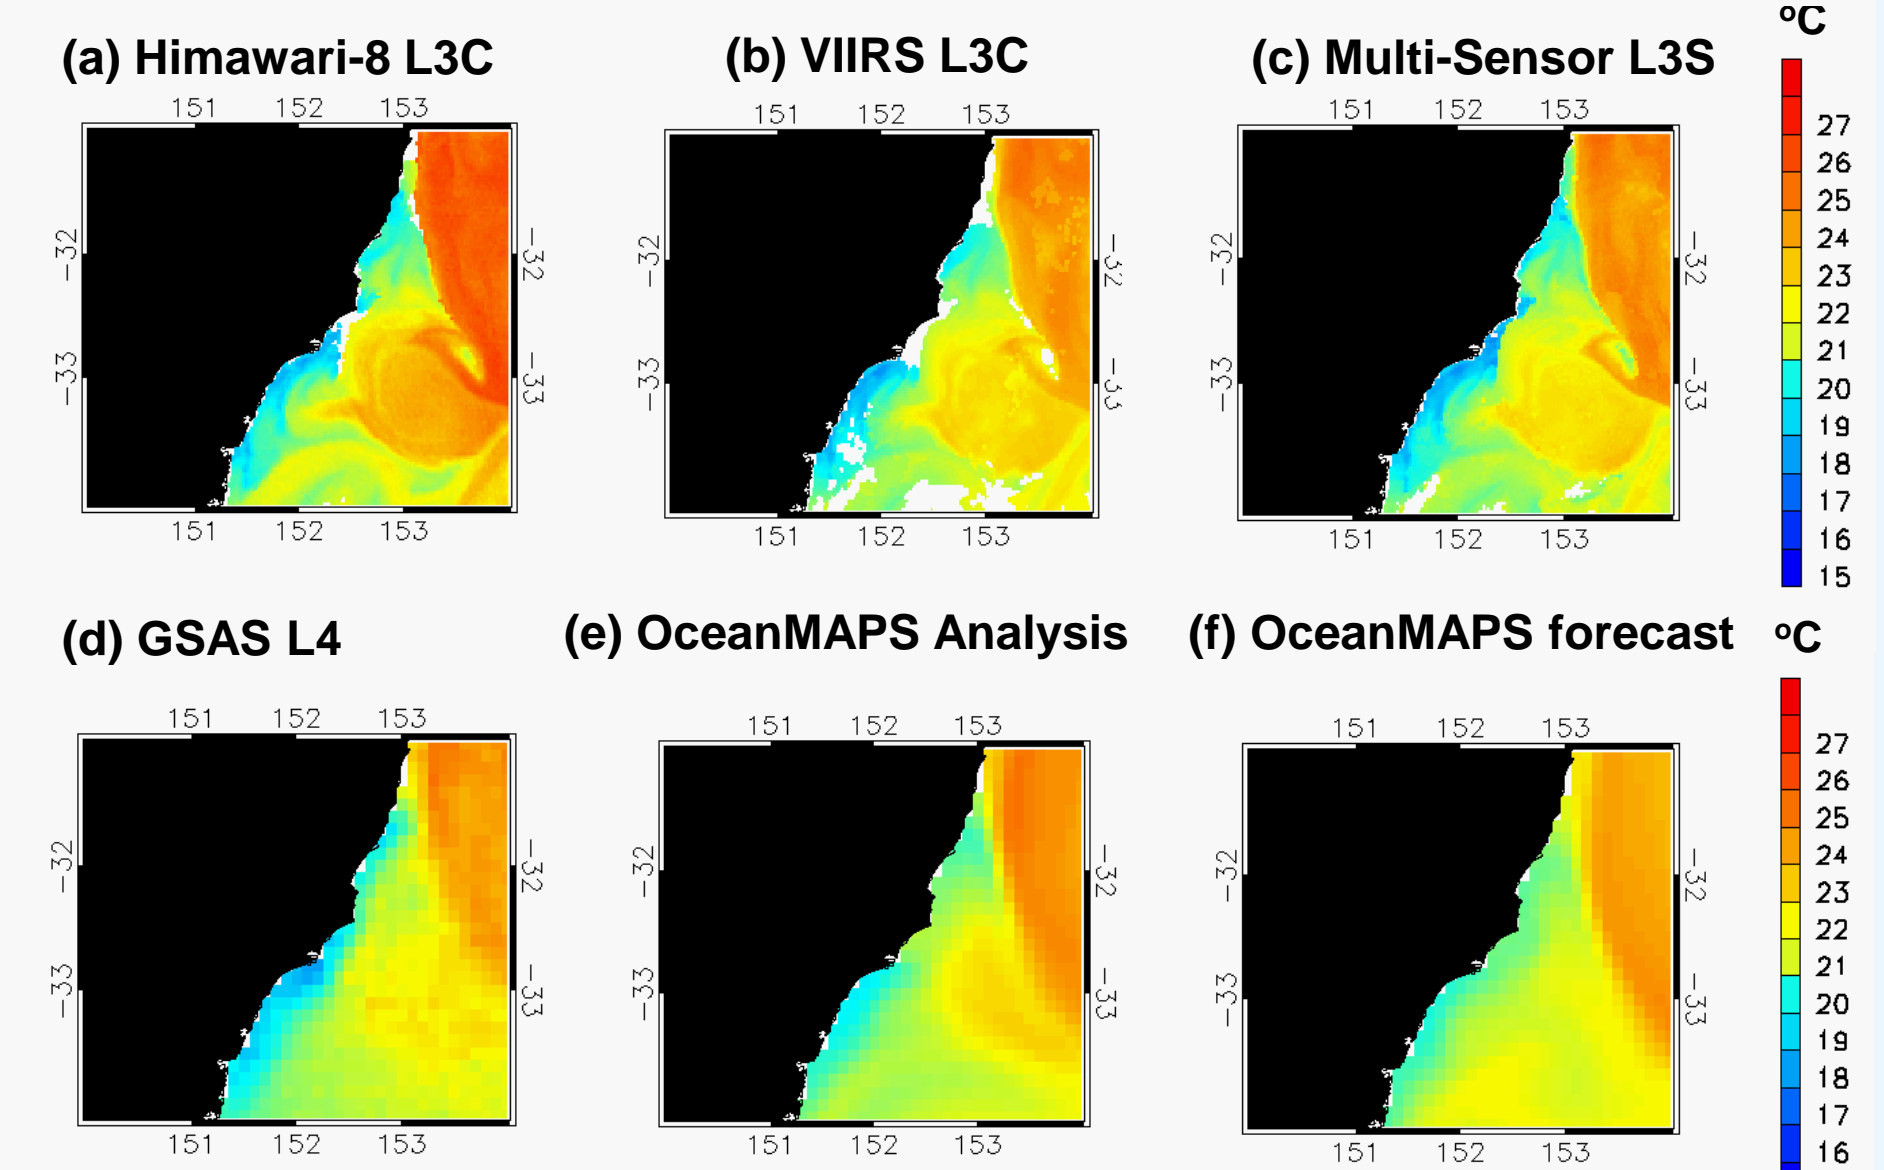 (a) Himawari-8 L3C
(b) VIIRS L3C
(c) Multi-Sensor L3S
ºC
151 152 153
151 152 153
151 152 153
27
26
25
24
23
22
21
20
19
18
17
16
15
-32
-33
-32
-33
-32
-33
-32
-33
-32
-33
-32
-33
151 152 153
151 152 153
151 152 153
(d) GSAS L4
(e) OceanMAPS Analysis
(f) OceanMAPS forecast
ºC
151 152 153
151 152 153
151 152 153
27
26
25
24
23
22
21
20
19
18
17
16
-32
-33
-32
-33
-32
-33
-32
-33
-32
-33
-32
-33
151 152 153
151 152 153
151 152 153